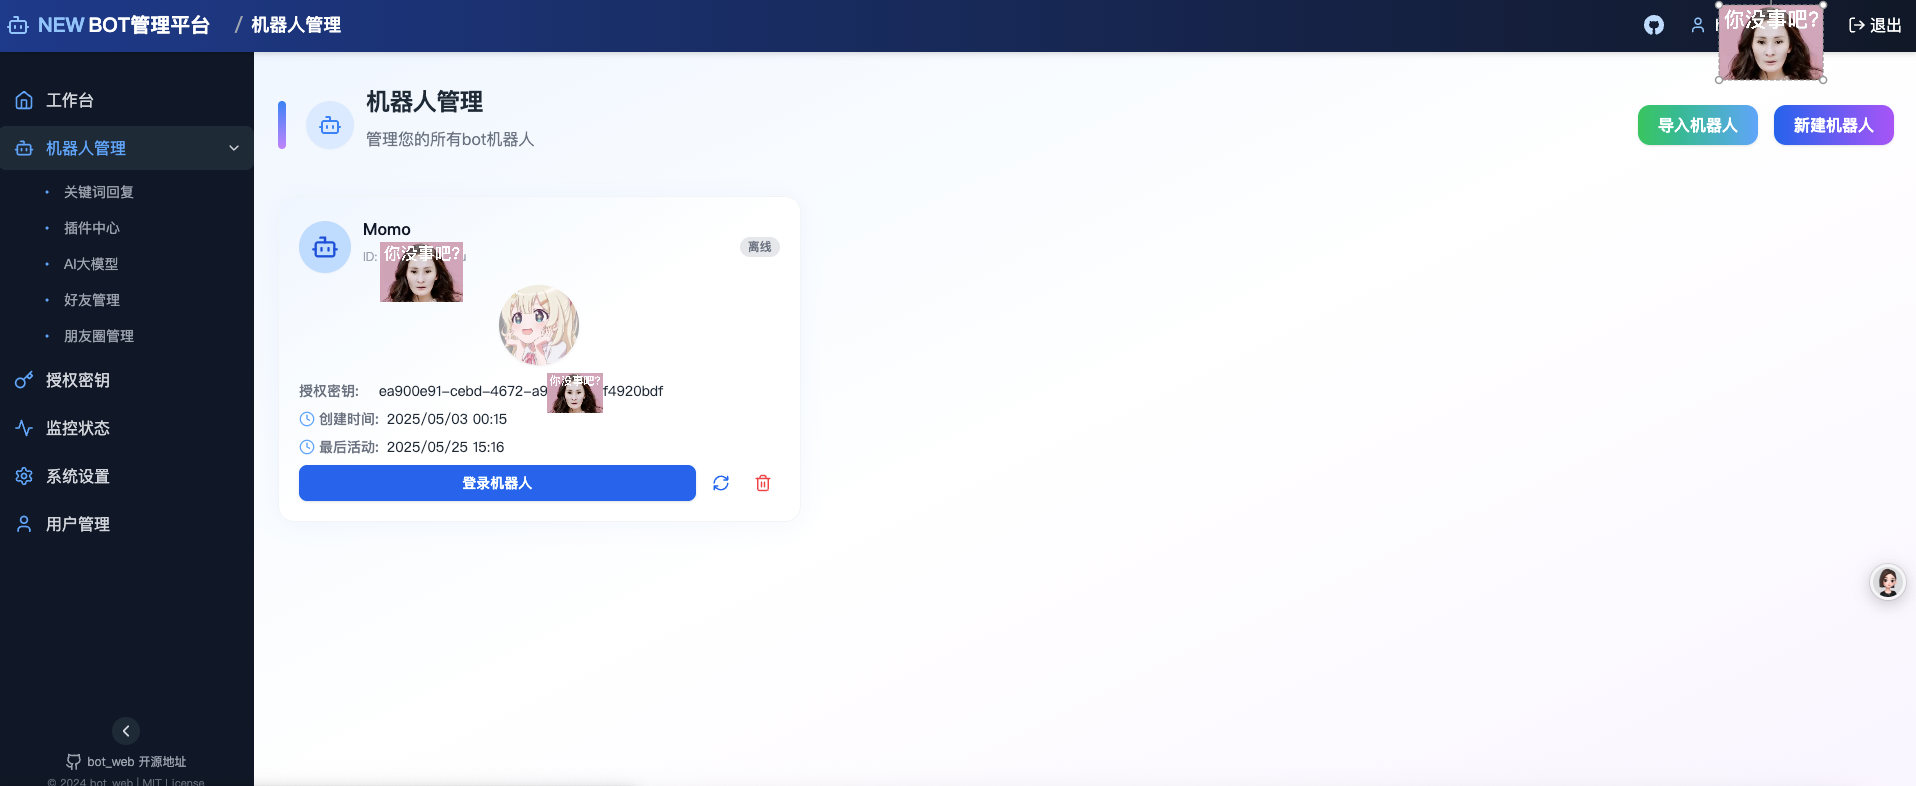 NEW BOT管理平台 / 机器人管理
你没事吧?
退出
工作台
机器人管理
关键词回复
插件中心
AI大模型
好友管理
朋友圈管理
授权密钥
监控状态
系统设置
用户管理
bot_web 开源地址
© 2024 bot_web | MIT License
机器人管理
管理您的所有bot机器人
导入机器人
新建机器人
Momo
ID:
你没事吧?
离线
授权密钥: ea900e91-cebd-4672-a9
你没事吧?
f4920bdf
创建时间: 2025/05/03 00:15
最后活动: 2025/05/25 15:16
登录机器人